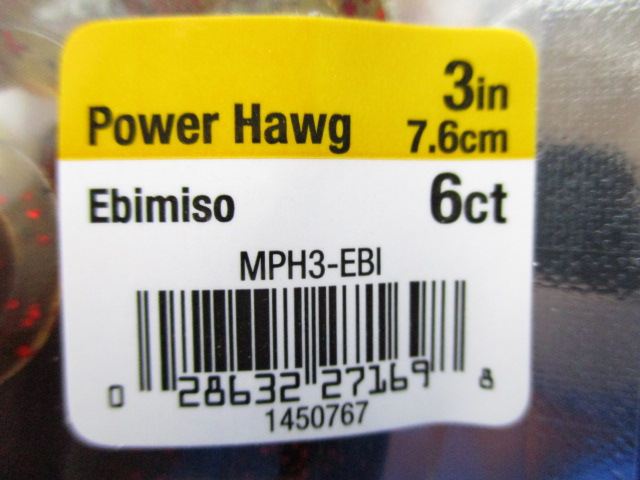 3in
Power Hawg 7.6cm
Ebimiso 6ct
MPH3-EBI
0 28632 27169 8
1450767